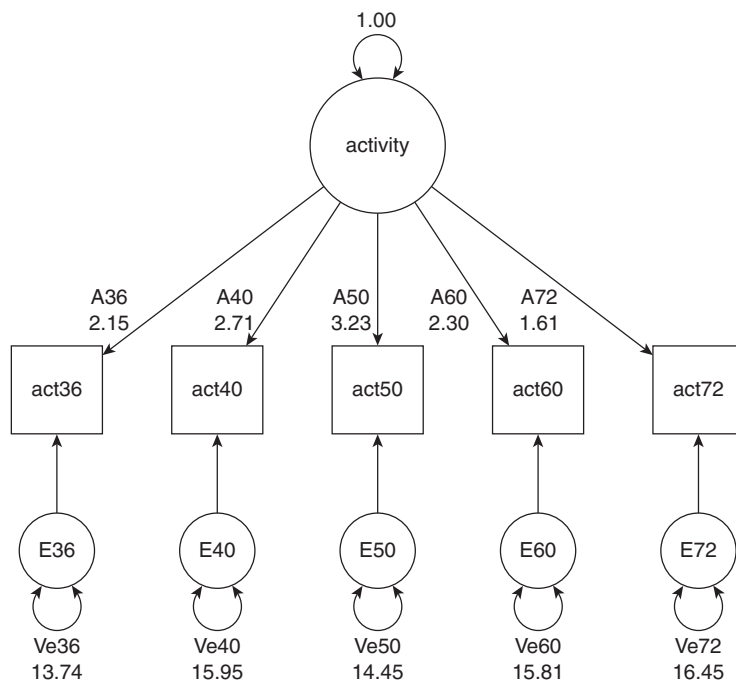 1.00
activity
A36
2.15
A40
2.71
A50
3.23
A60
2.30
A72
1.61
act36
act40
act50
act60
act72
E36
E40
E50
E60
E72
Ve36
13.74
Ve40
15.95
Ve50
14.45
Ve60
15.81
Ve72
16.45